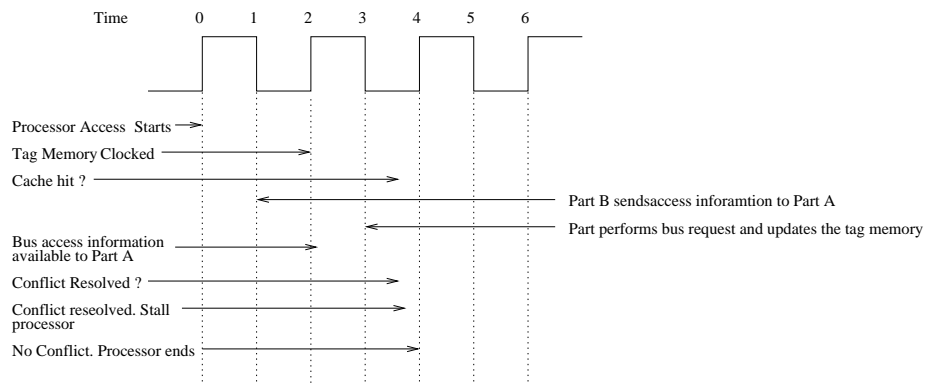 Time 0 1 2 3 4 5 6
Processor Access Starts
Tag Memory Clocked
Cache hit ?
Part B sendsaccess inforamtion to Part A
Part performs bus request and updates the tag memory
Bus access information
available to Part A
Conflict Resolved ?
Conflict reseolved. Stall
processor
No Conflict. Processor ends